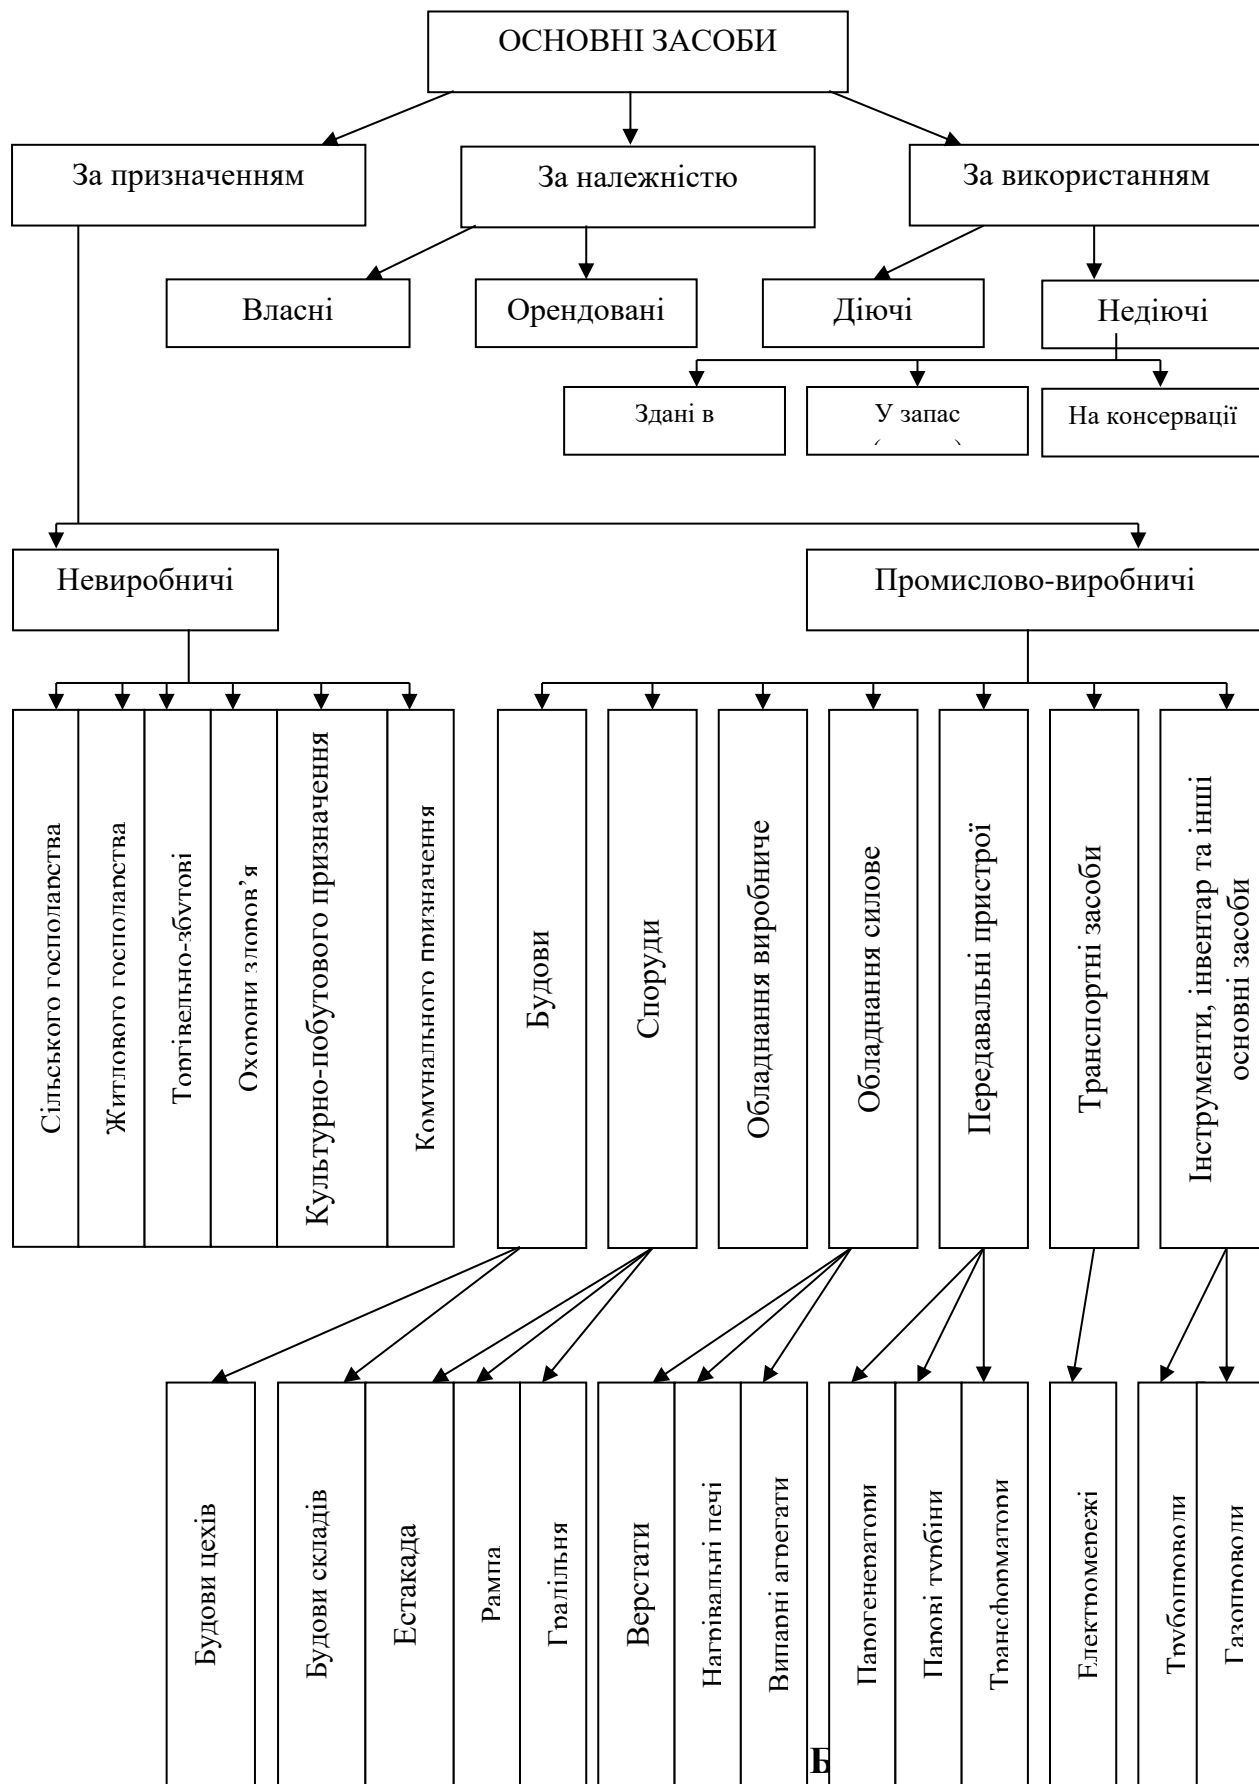 ОСНОВНІ ЗАСОБИ
За призначенням
За належністю
За використанням
Власні
Орендовані
Діючі
Недіючі
Здані в
У запас
На консервації
Невиробничі
Промислово-виробничі
Сільського господарства
Житлового господарства
Торгівельно-збутові
Охорони здоров’я
Культурно-побутового призначення
Комунального призначення
Будови
Споруди
Обладнання виробниче
Обладнання силове
Передавальні пристрої
Транспортні засоби
Інструменти, інвентар та інші
основні засоби
Будови цехів
Будови складів
Естакада
Рампа
Градільня
Верстати
Нагрівальні печі
Випарні агрегати
Парогенератори
Парові турбіни
Трансформатори
Електромережі
Трубопроводи
Газопроводи
Б